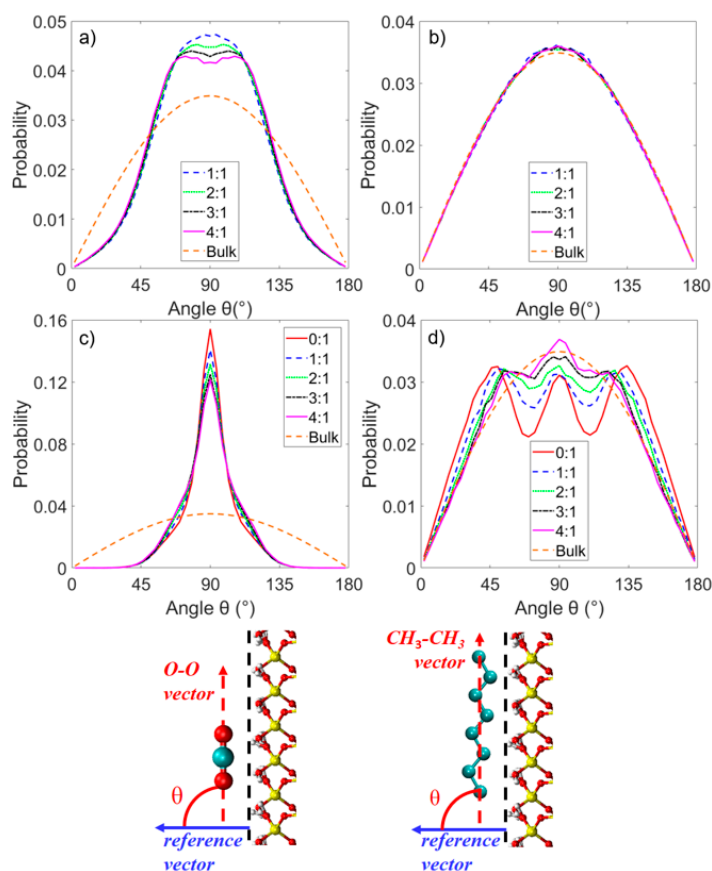 a)
Probability
0.05
0.04
0.03
0.02
0.01
0
1:1
2:1
3:1
4:1
Bulk
0 45 90 135 180
Angle θ(°)
b)
Probability
0.04
0.03
0.02
0.01
0
1:1
2:1
3:1
4:1
Bulk
0 45 90 135 180
Angle θ(°)
c)
Probability
0.16
0.12
0.08
0.04
0
0:1
1:1
2:1
3:1
4:1
Bulk
0 45 90 135 180
Angle θ (°)
d)
Probability
0.04
0.03
0.02
0.01
0
0:1
1:1
2:1
3:1
4:1
Bulk
0 45 90 135 180
Angle θ (°)
O-O
vector
θ
reference
vector
CH₃-CH₃
vector
θ
reference
vector